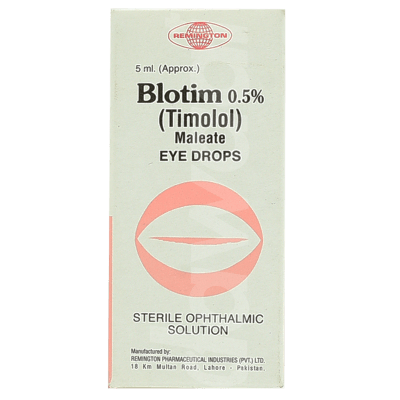 REMINGTON
5 ml. (Approx.)
Blotim 0.5%
(Timolol)
Maleate
EYE DROPS
STERILE OPHTHALMIC
SOLUTION
Manufactured by:
REMINGTON PHARMACEUTICAL INDUSTRIES (PVT.) LTD.
18 Km Multan Road, Lahore - Pakistan.